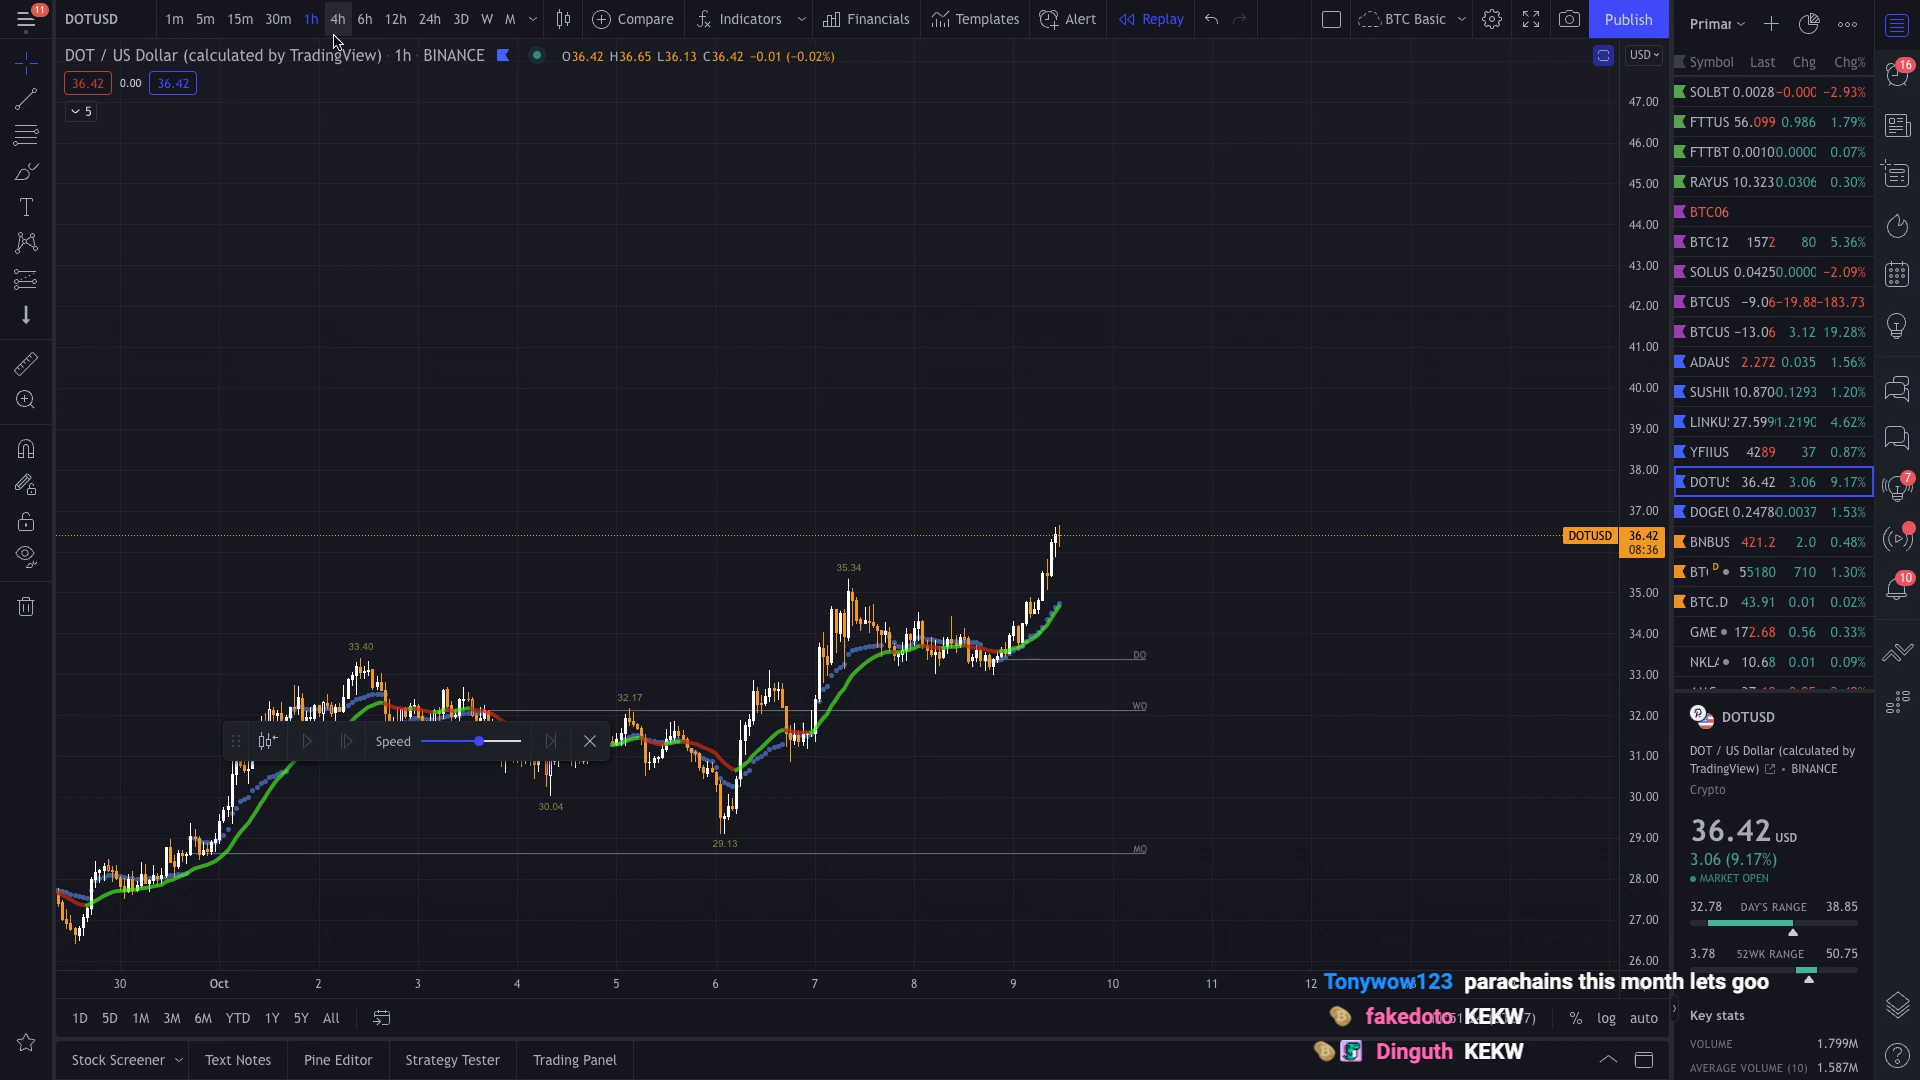 11
DOTUSD 1m 5m 15m 30m 1h 4h 6h 12h 24h 3D W M Compare Indicators Financials Templates Alert Replay BTC Basic Publish
DOT / US Dollar (calculated by TradingView) · 1h · BINANCE O36.42 H36.65 L36.13 C36.42 −0.01 (−0.02%)
36.42 0.00 36.42
5
USD
47.00
46.00
45.00
44.00
43.00
42.00
41.00
40.00
39.00
38.00
37.00
DOTUSD 36.42
08:36
35.00
34.00
33.00
32.00
31.00
30.00
29.00
28.00
27.00
26.00
35.34
33.40
32.17
30.04
29.13
DO
WO
MO
Speed
30 Oct 2 3 4 5 6 7 8 9 10 11 12
1D 5D 1M 3M 6M YTD 1Y 5Y All
% log auto
Stock Screener Text Notes Pine Editor Strategy Tester Trading Panel
Tonywow123 parachains this month lets goo
fakedoto KEKW
Dinguth KEKW
Primar
Symbol Last Chg Chg%
SOLBT 0.0028 −0.000 −2.93%
FTTUS 56.099 0.986 1.79%
FTTBT 0.0010 0.0000 0.07%
RAYUS 10.323 0.0306 0.30%
BTC06
BTC12 1572 80 5.36%
SOLUS 0.0425 0.0000 −2.09%
BTCUS −9.06 −19.88 −183.73
BTCUS −13.06 3.12 19.28%
ADAUS 2.272 0.035 1.56%
SUSHI 10.870 0.1293 1.20%
LINKU 27.599 1.2190 4.62%
YFIIUS 4289 37 0.87%
DOTUS 36.42 3.06 9.17%
DOGEU 0.2478 0.0037 1.53%
BNBUS 421.2 2.0 0.48%
BT D 55180 710 1.30%
BTC.D 43.91 0.01 0.02%
GME 172.68 0.56 0.33%
NKLA 10.68 0.01 0.09%
DOTUSD
DOT / US Dollar (calculated by
TradingView) • BINANCE
Crypto
36.42 USD
3.06 (9.17%)
MARKET OPEN
32.78 DAY'S RANGE 38.85
3.78 52WK RANGE 50.75
Key stats
VOLUME 1.799M
AVERAGE VOLUME (10) 1.587M
16
7
10